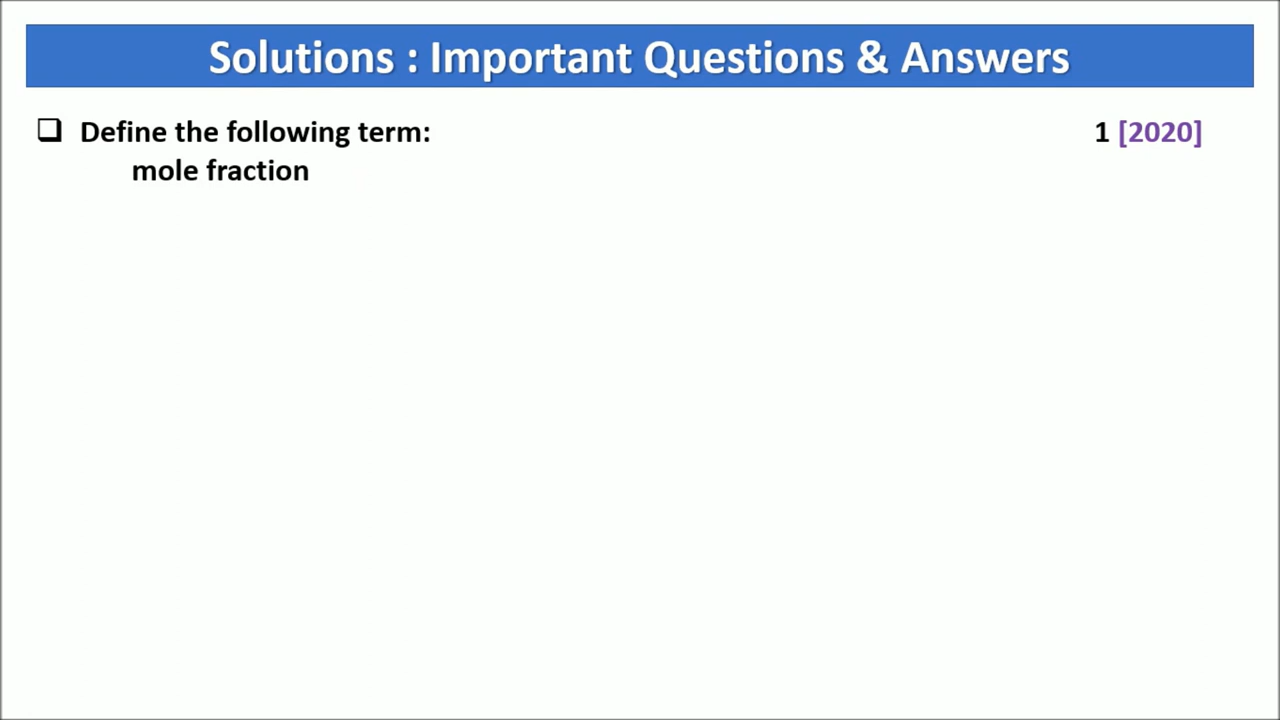 Solutions : Important Questions & Answers
❑ Define the following term: 1 [2020]
mole fraction